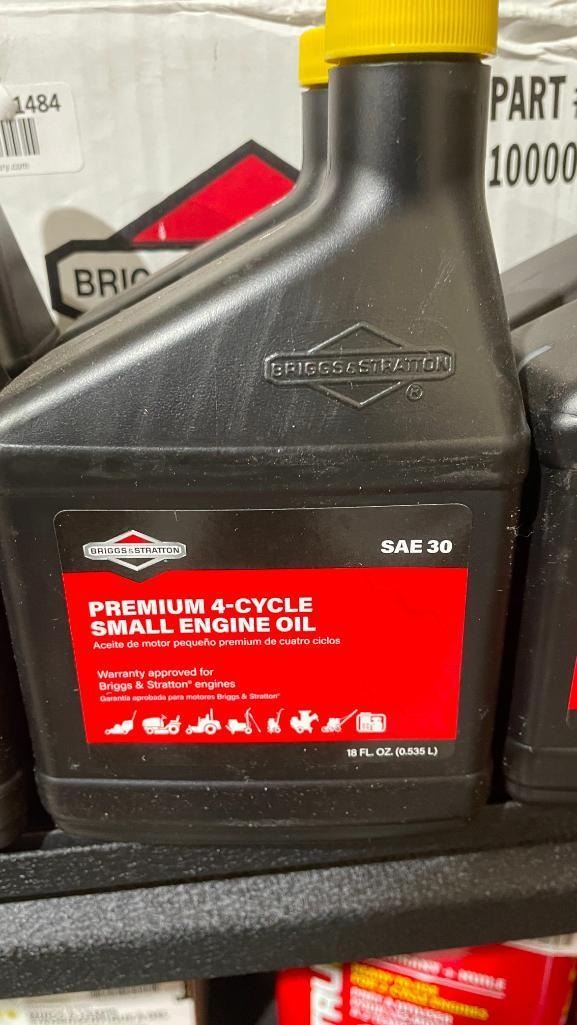 1484
PART
10000
BRIGGS & STRATTON
®
BRIGGS & STRATTON
SAE 30
PREMIUM 4-CYCLE
SMALL ENGINE OIL
Aceite de motor pequeño premium de cuatro ciclos
Warranty approved for
Briggs & Stratton® engines
Garantía aprobada para motores Briggs & Stratton®
18 FL. OZ. (0.535 L)